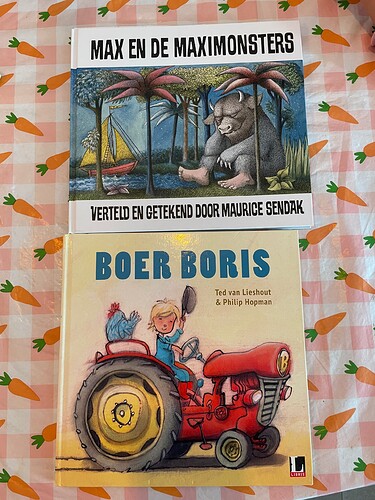 MAX EN DE MAXIMONSTERS
VERTELD EN GETEKEND DOOR MAURICE SENDAK
BOER BORIS
Ted van Lieshout
& Philip Hopman
B
L